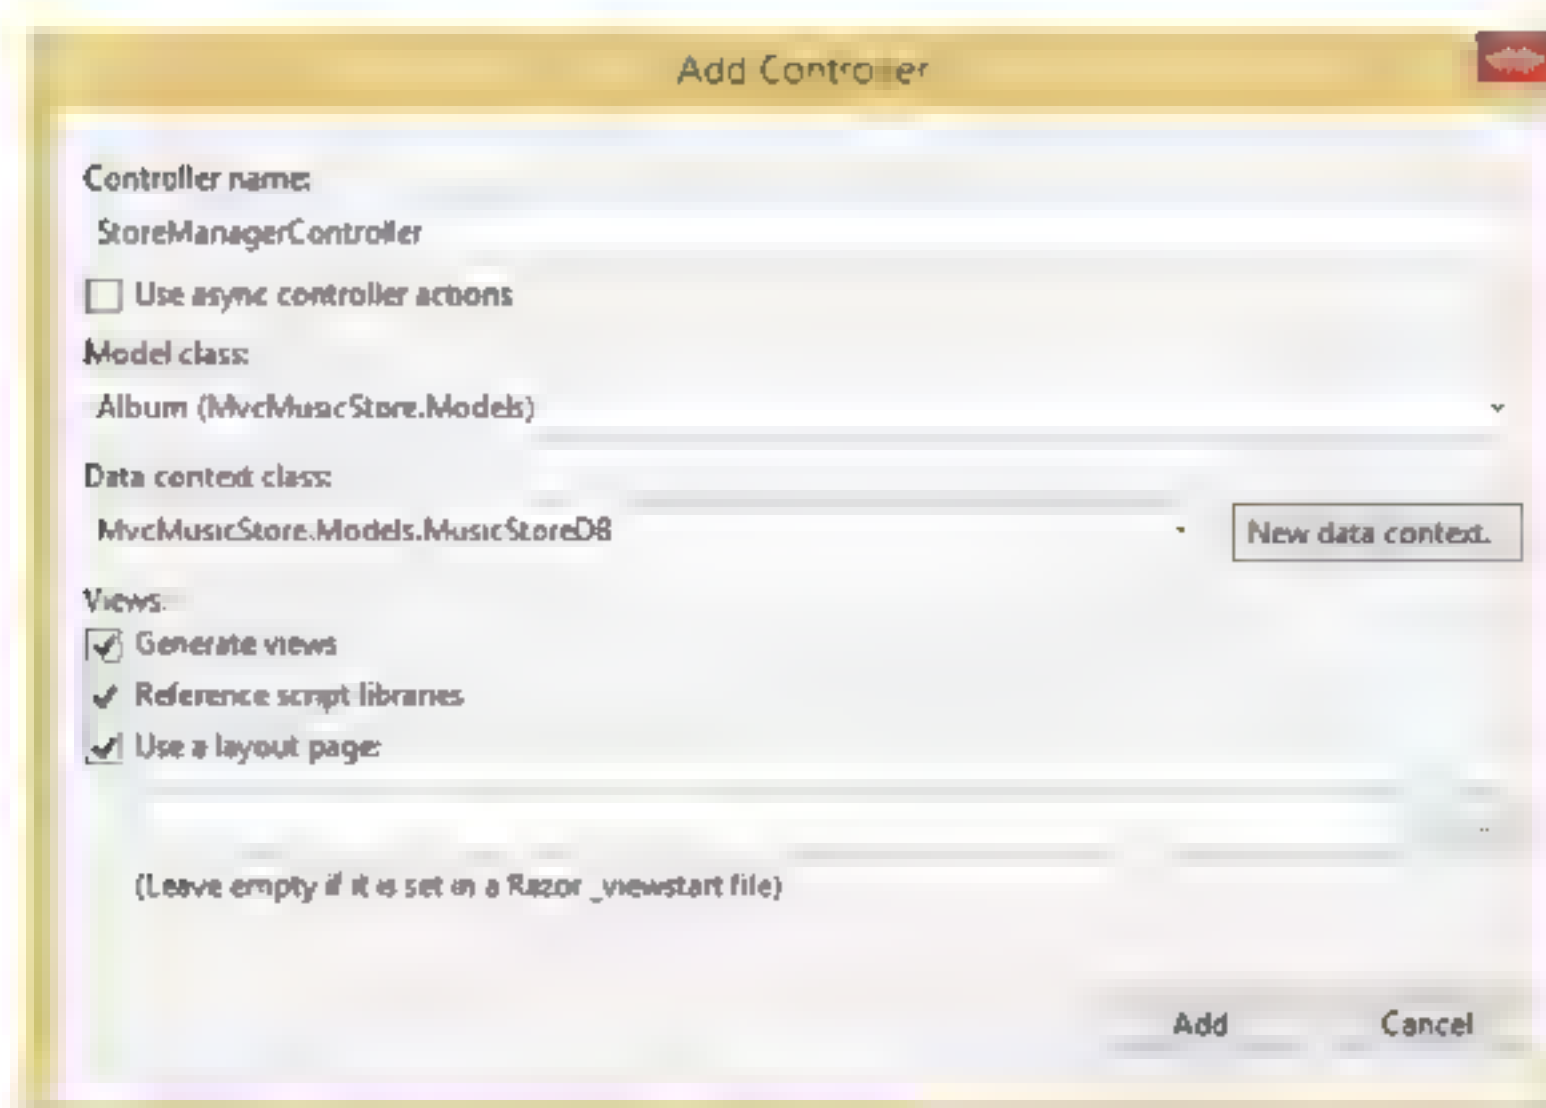 Add Controller
Controller name:
StoreManagerController
Use async controller actions
Model class:
Album (MvcMusicStore.Models)
Data context class:
MvcMusicStore.Models.MusicStoreDB
New data context.
Views:
Generate views
Reference script libraries
Use a layout page:
..
(Leave empty if it is set in a Razor _viewstart file)
Add Cancel